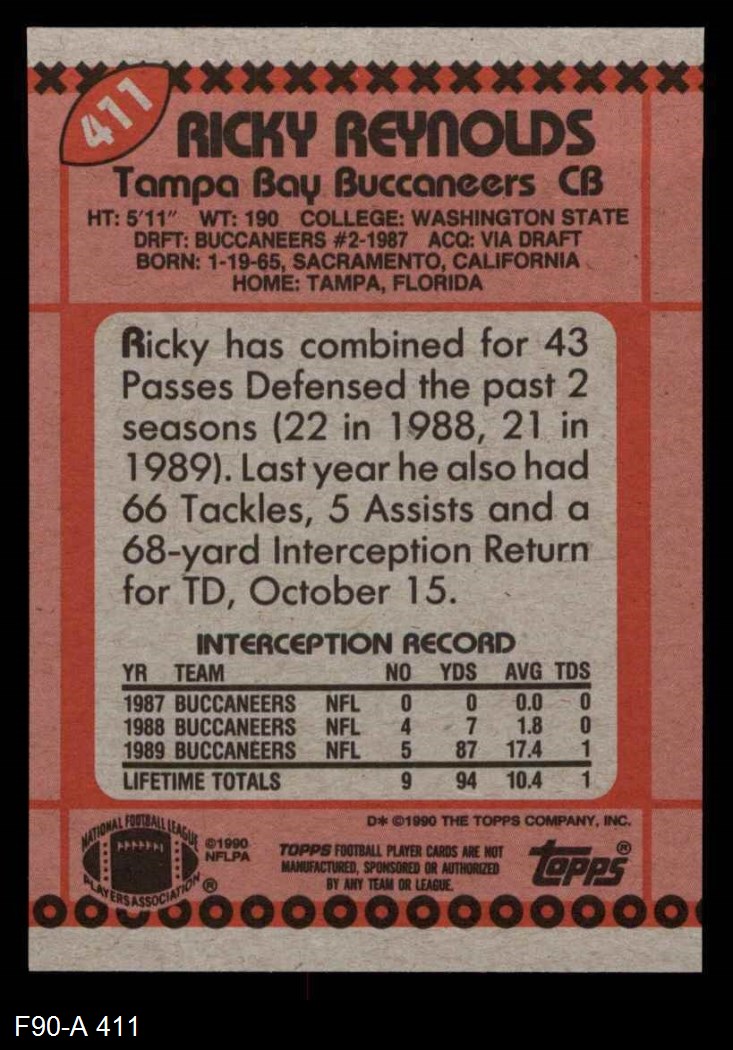 411
RICKY REYNOLDS
Tampa Bay Buccaneers CB
HT: 5'11" WT: 190 COLLEGE: WASHINGTON STATE
DRFT: BUCCANEERS #2-1987 ACQ: VIA DRAFT
BORN: 1-19-65, SACRAMENTO, CALIFORNIA
HOME: TAMPA, FLORIDA
Ricky has combined for 43
Passes Defensed the past 2
seasons (22 in 1988, 21 in
1989). Last year he also had
66 Tackles, 5 Assists and a
68-yard Interception Return
for TD, October 15.
INTERCEPTION RECORD
YR TEAM NO YDS AVG TDS
1987 BUCCANEERS NFL 0 0 0.0 0
1988 BUCCANEERS NFL 4 7 1.8 0
1989 BUCCANEERS NFL 5 87 17.4 1
LIFETIME TOTALS 9 94 10.4 1
D* ©1990 THE TOPPS COMPANY, INC.
NATIONAL FOOTBALL LEAGUE
PLAYERS ASSOCIATION ®
©1990
NFLPA
TOPPS FOOTBALL PLAYER CARDS ARE NOT
MANUFACTURED, SPONSORED OR AUTHORIZED
BY ANY TEAM OR LEAGUE.
topps®
F90-A 411